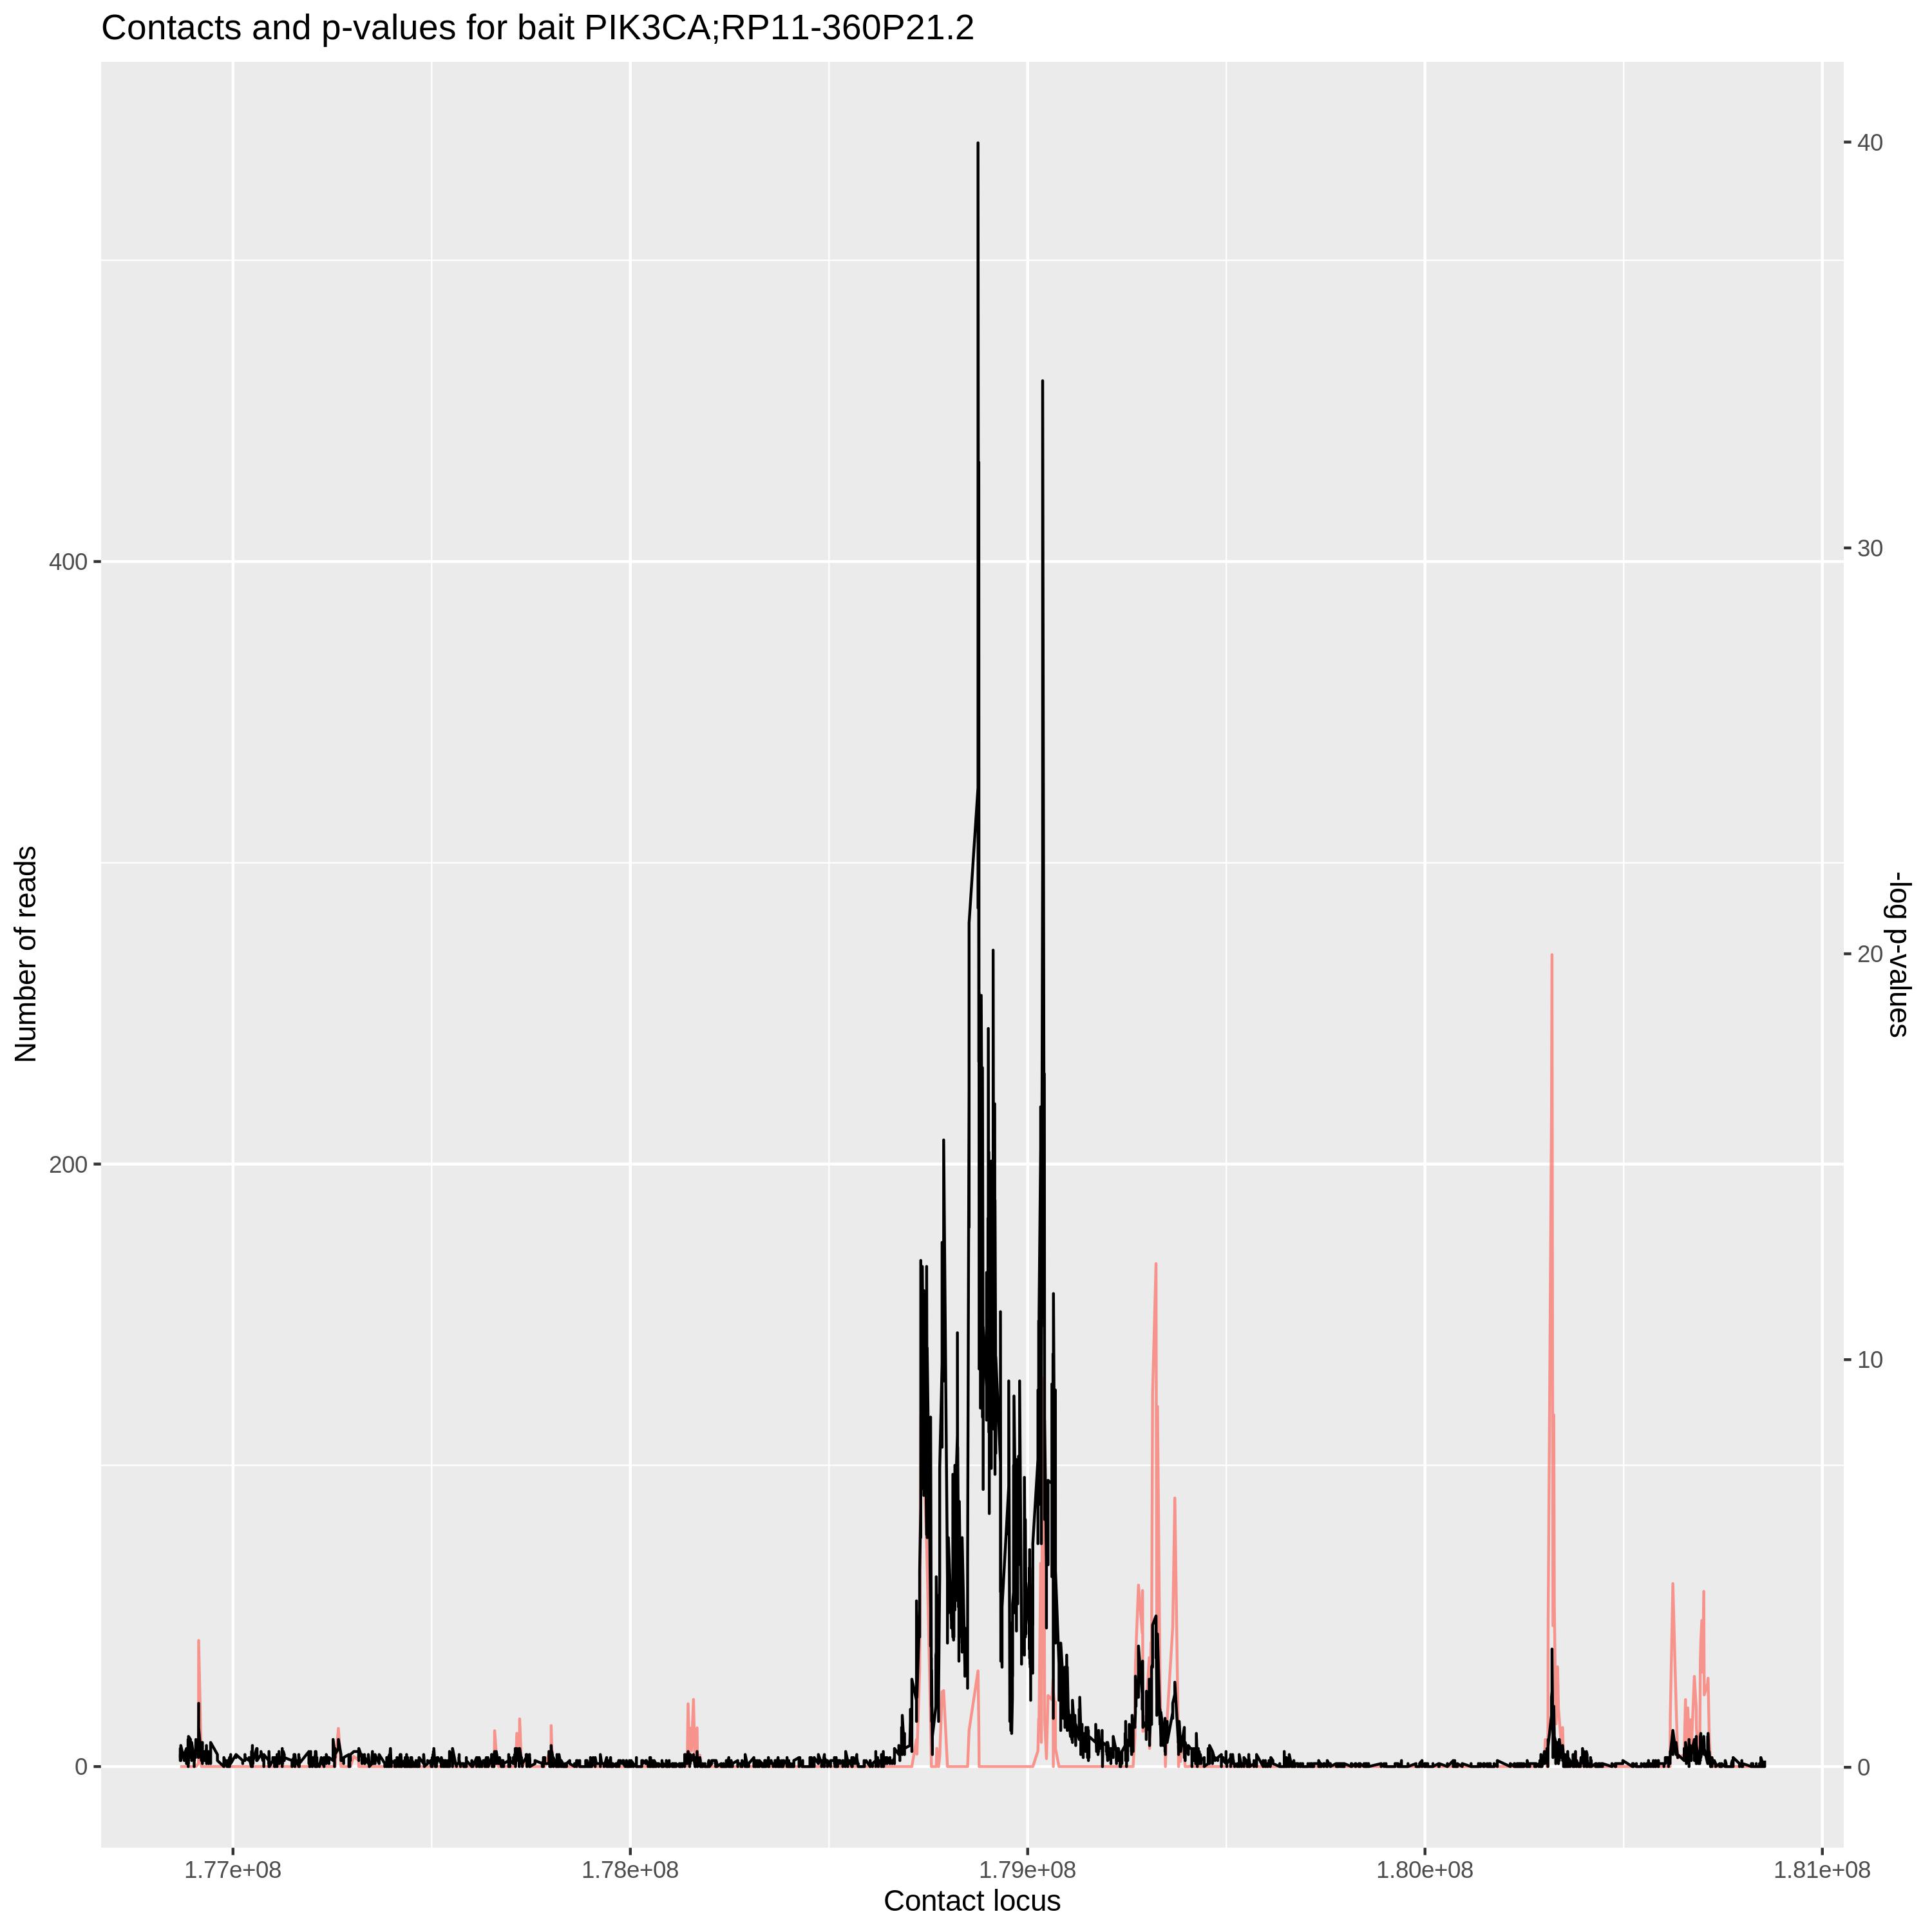 Contacts and p-values for bait PIK3CA;RP11-360P21.2
Number of reads
400
200
0
40
30
20
10
0
-log p-values
1.77e+08
1.78e+08
1.79e+08
1.80e+08
1.81e+08
Contact locus